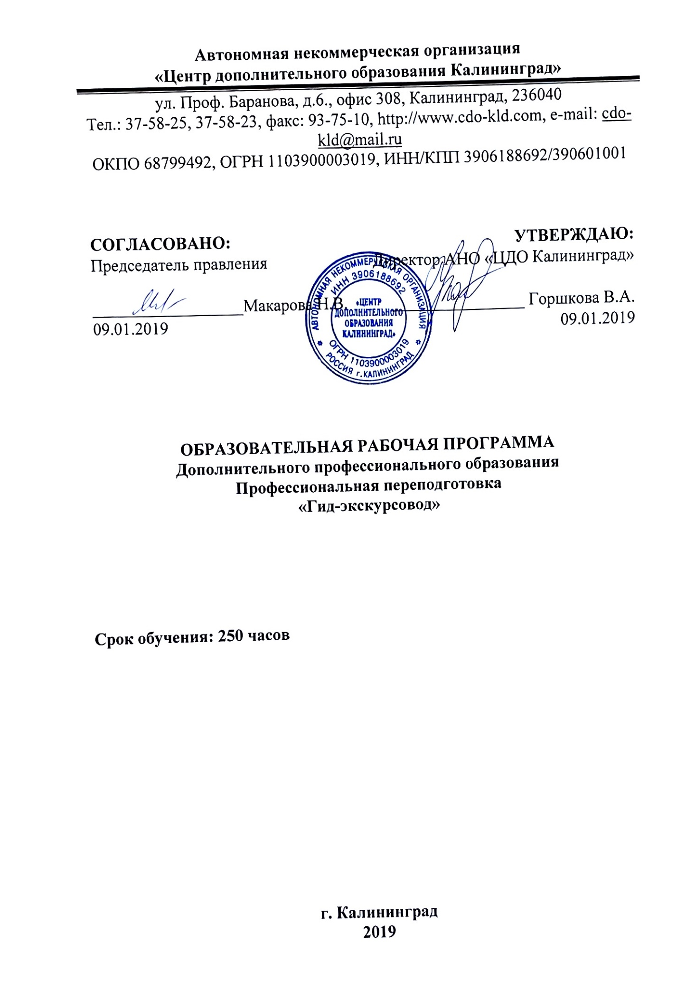 Автономная некоммерческая организация
«Центр дополнительного образования Калининград»
ул. Проф. Баранова, д.6., офис 308, Калининград, 236040
Тел.: 37-58-25, 37-58-23, факс: 93-75-10, http://www.cdo-kld.com, e-mail: cdo-
kld@mail.ru
ОКПО 68799492, ОГРН 1103900003019, ИНН/КПП 3906188692/390601001
СОГЛАСОВАНО:
Председатель правления
Макарова Н.В.
09.01.2019
УТВЕРЖДАЮ:
Директор АНО «ЦДО Калининград»
Горшкова В.А.
09.01.2019
АВТОНОМНАЯ НЕКОММЕРЧЕСКАЯ ОРГАНИЗАЦИЯ
ИНН 3906188692
«ЦЕНТР
ДОПОЛНИТЕЛЬНОГО
ОБРАЗОВАНИЯ
КАЛИНИНГРАД»
ОГРН 1103900003019
РОССИЯ г.КАЛИНИНГРАД
ОБРАЗОВАТЕЛЬНАЯ РАБОЧАЯ ПРОГРАММА
Дополнительного профессионального образования
Профессиональная переподготовка
«Гид-экскурсовод»
Срок обучения: 250 часов
г. Калининград
2019